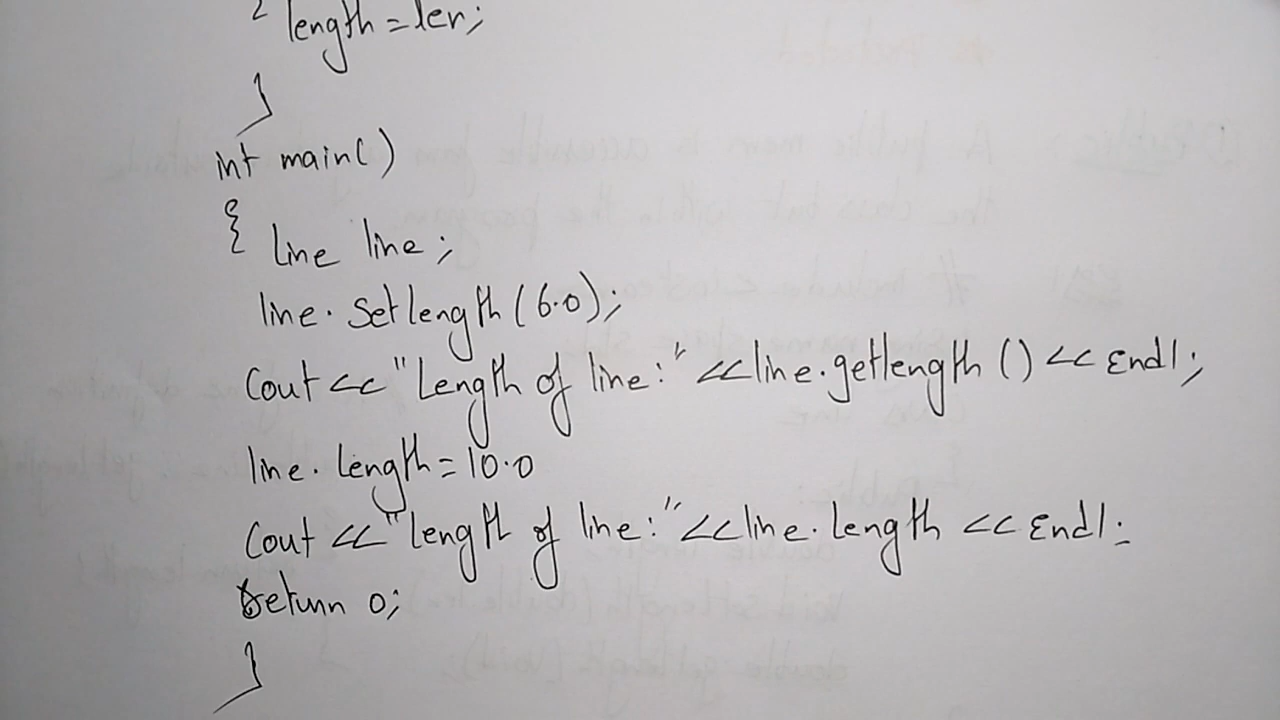 { length = len;
}
int main()
{ Line line;
line. Setlength (6.0);
Cout << "Length of line:" << line.getlength () << Endl;
line. Length = 10.0
Cout << "length of line:" << line. Length << Endl:
return 0;
}